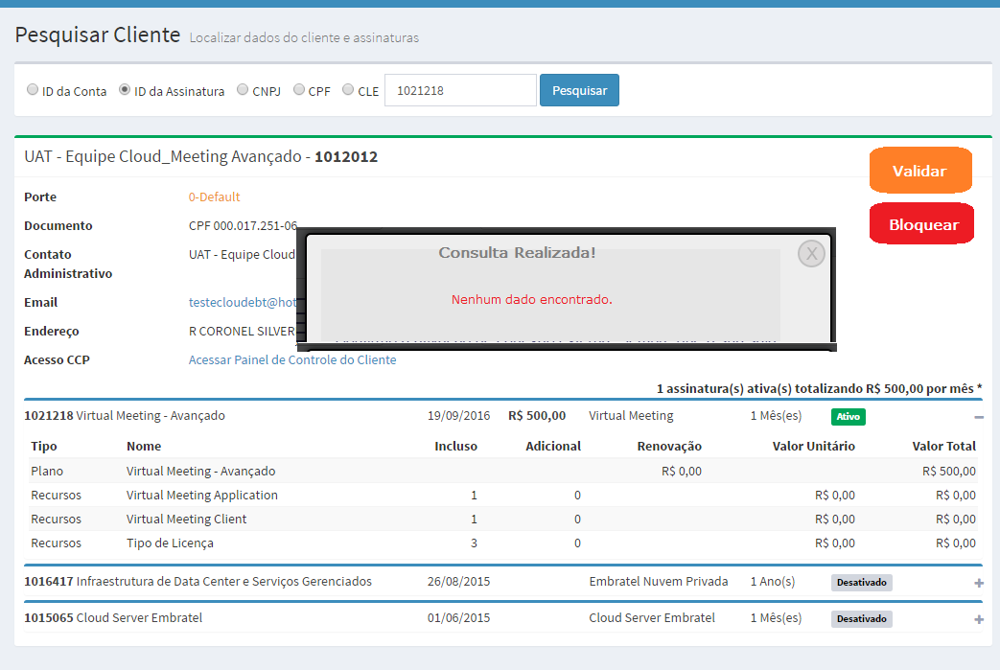 Pesquisar Cliente Localizar dados do cliente e assinaturas
ID da Conta ID da Assinatura CNPJ CPF CLE 1021218 Pesquisar
UAT - Equipe Cloud_Meeting Avançado - 1012012
Validar
Porte 0-Default
Bloquear
Documento CPF 000.017.251-06
Contato Administrativo UAT - Equipe Cloud
Consulta Realizada! X
Nenhum dado encontrado.
Email testecloudebt@hot
Endereço R CORONEL SILVER
Acesso CCP Acessar Painel de Controle do Cliente
1 assinatura(s) ativa(s) totalizando R$ 500,00 por mês *
1021218 Virtual Meeting - Avançado 19/09/2016 R$ 500,00 Virtual Meeting 1 Mês(es) Ativo
Tipo Nome Incluso Adicional Renovação Valor Unitário Valor Total
Plano Virtual Meeting - Avançado R$ 0,00 R$ 500,00
Recursos Virtual Meeting Application 1 0 R$ 0,00 R$ 0,00
Recursos Virtual Meeting Client 1 0 R$ 0,00 R$ 0,00
Recursos Tipo de Licença 3 0 R$ 0,00 R$ 0,00
1016417 Infraestrutura de Data Center e Serviços Gerenciados 26/08/2015 Embratel Nuvem Privada 1 Ano(s) Desativado
1015065 Cloud Server Embratel 01/06/2015 Cloud Server Embratel 1 Mês(es) Desativado